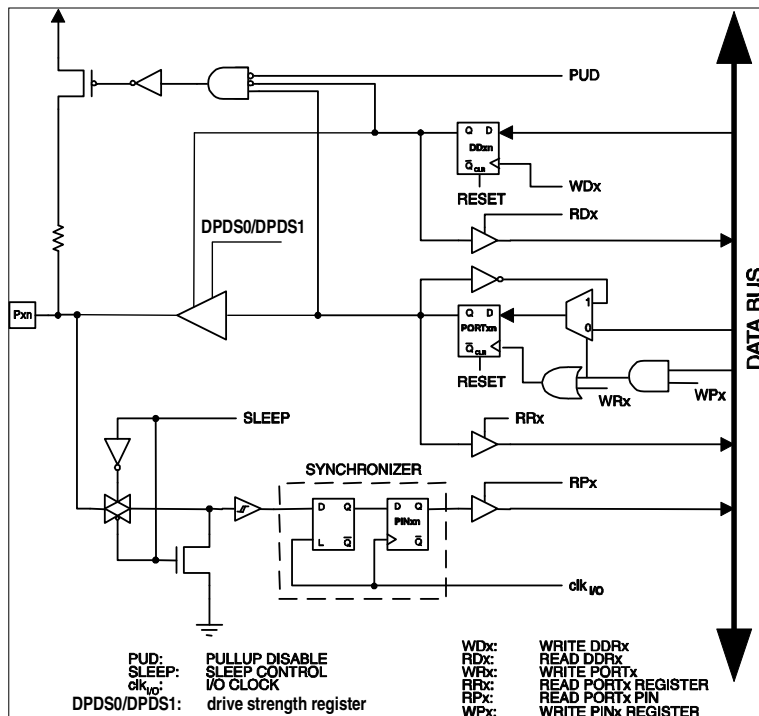 PUD
Q D
DDxn
Q CLR
WDx
RESET
RDx
DPDS0/DPDS1
Pxn
Q D
PORTxn
Q CLR
1
0
DATA BUS
RESET
WRx
WPx
RRx
SLEEP
SYNCHRONIZER
RPx
D Q
L Q
D Q
PINxn
Q
clk I/O
PUD: PULLUP DISABLE
SLEEP: SLEEP CONTROL
clk I/O: I/O CLOCK
DPDS0/DPDS1: drive strength register
WDx: WRITE DDRx
RDx: READ DDRx
WRx: WRITE PORTx
RRx: READ PORTx REGISTER
RPx: READ PORTx PIN
WPx: WRITE PINx REGISTER